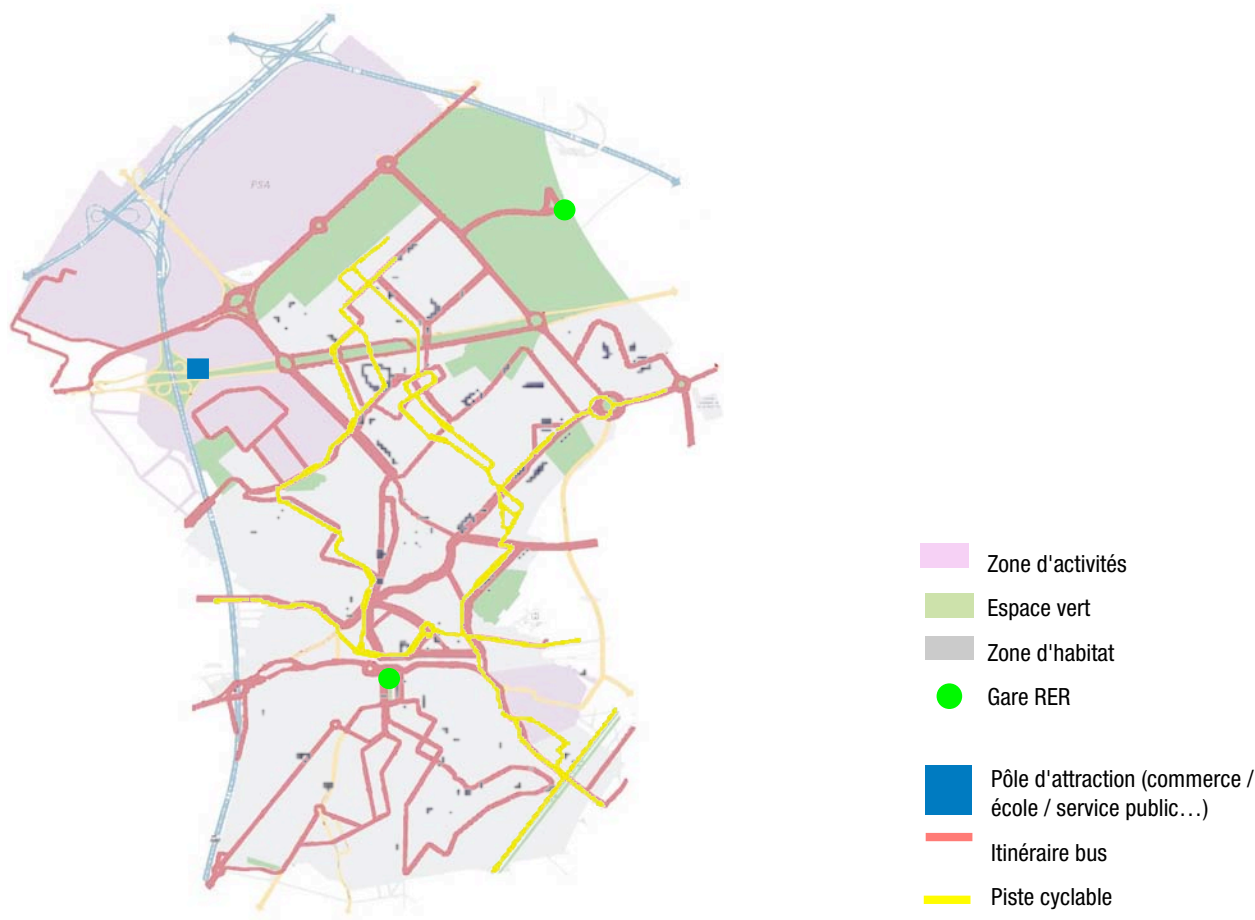 PSA
Zone d'activités
Espace vert
Zone d'habitat
Gare RER
Pôle d'attraction (commerce /
école / service public…)
Itinéraire bus
Piste cyclable